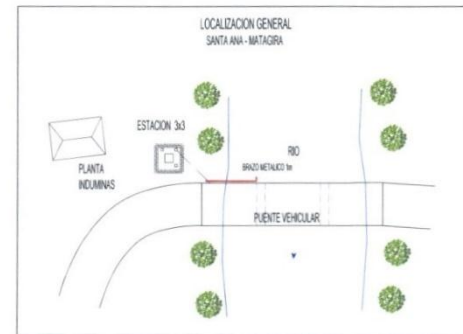 LOCALIZACION GENERAL
SANTA ANA - MATAGIRA
ESTACION 3x3
RIO
BRAZO METALICO 1m
PLANTA
INDUMINAS
PUENTE VEHICULAR